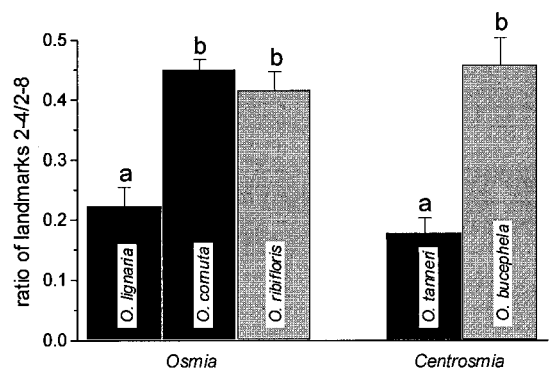 ratio of landmarks 2-4/2-8
0.5
0.4
0.3
0.2
0.1
0.0
a
b
b
a
b
O. lignaria
O. cornuta
O. ribifloris
O. tanneri
O. bucephela
Osmia
Centrosmia